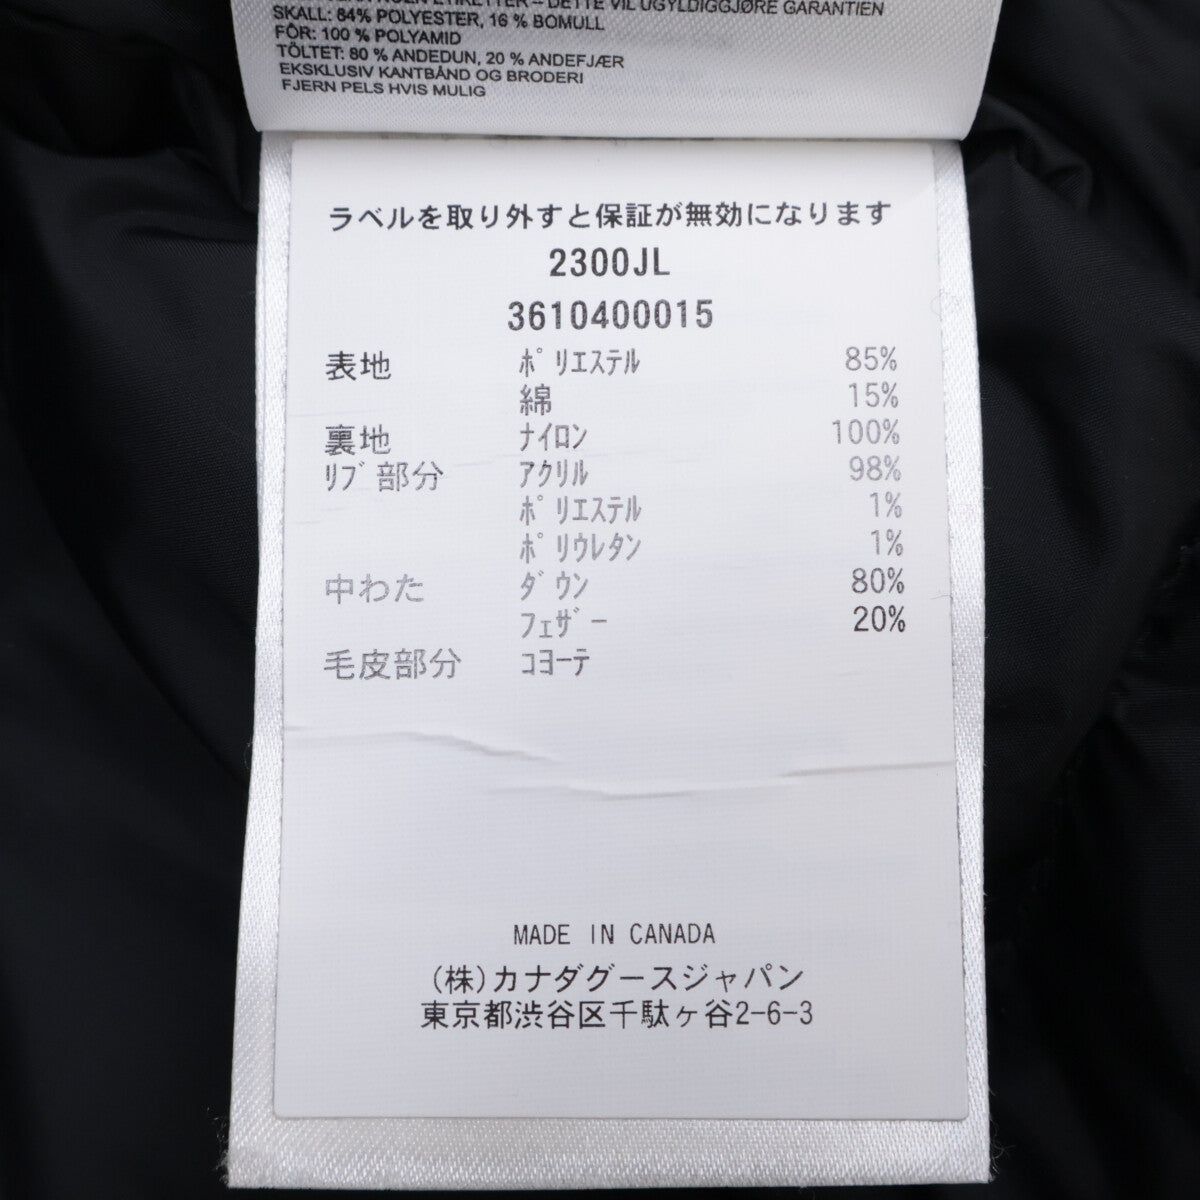 ETIKETTER – DETTE VIL UGYLDIGGJØRE GARANTIEN
SKALL: 84% POLYESTER, 16 % BOMULL
FÔR: 100 % POLYAMID
TÖLTET: 80 % ANDEDUN, 20 % ANDEFJÆR
EKSKLUSIV KANTBÅND OG BRODERI
FJERN PELS HVIS MULIG
ラベルを取り外すと保証が無効になります
2300JL
3610400015
表地 ポリエステル 85%
綿 15%
裏地 ナイロン 100%
リブ部分 アクリル 98%
ポリエステル 1%
ポリウレタン 1%
中わた ダウン 80%
フェザー 20%
毛皮部分 コヨーテ
MADE IN CANADA
(株)カナダグースジャパン
東京都渋谷区千駄ヶ谷2-6-3